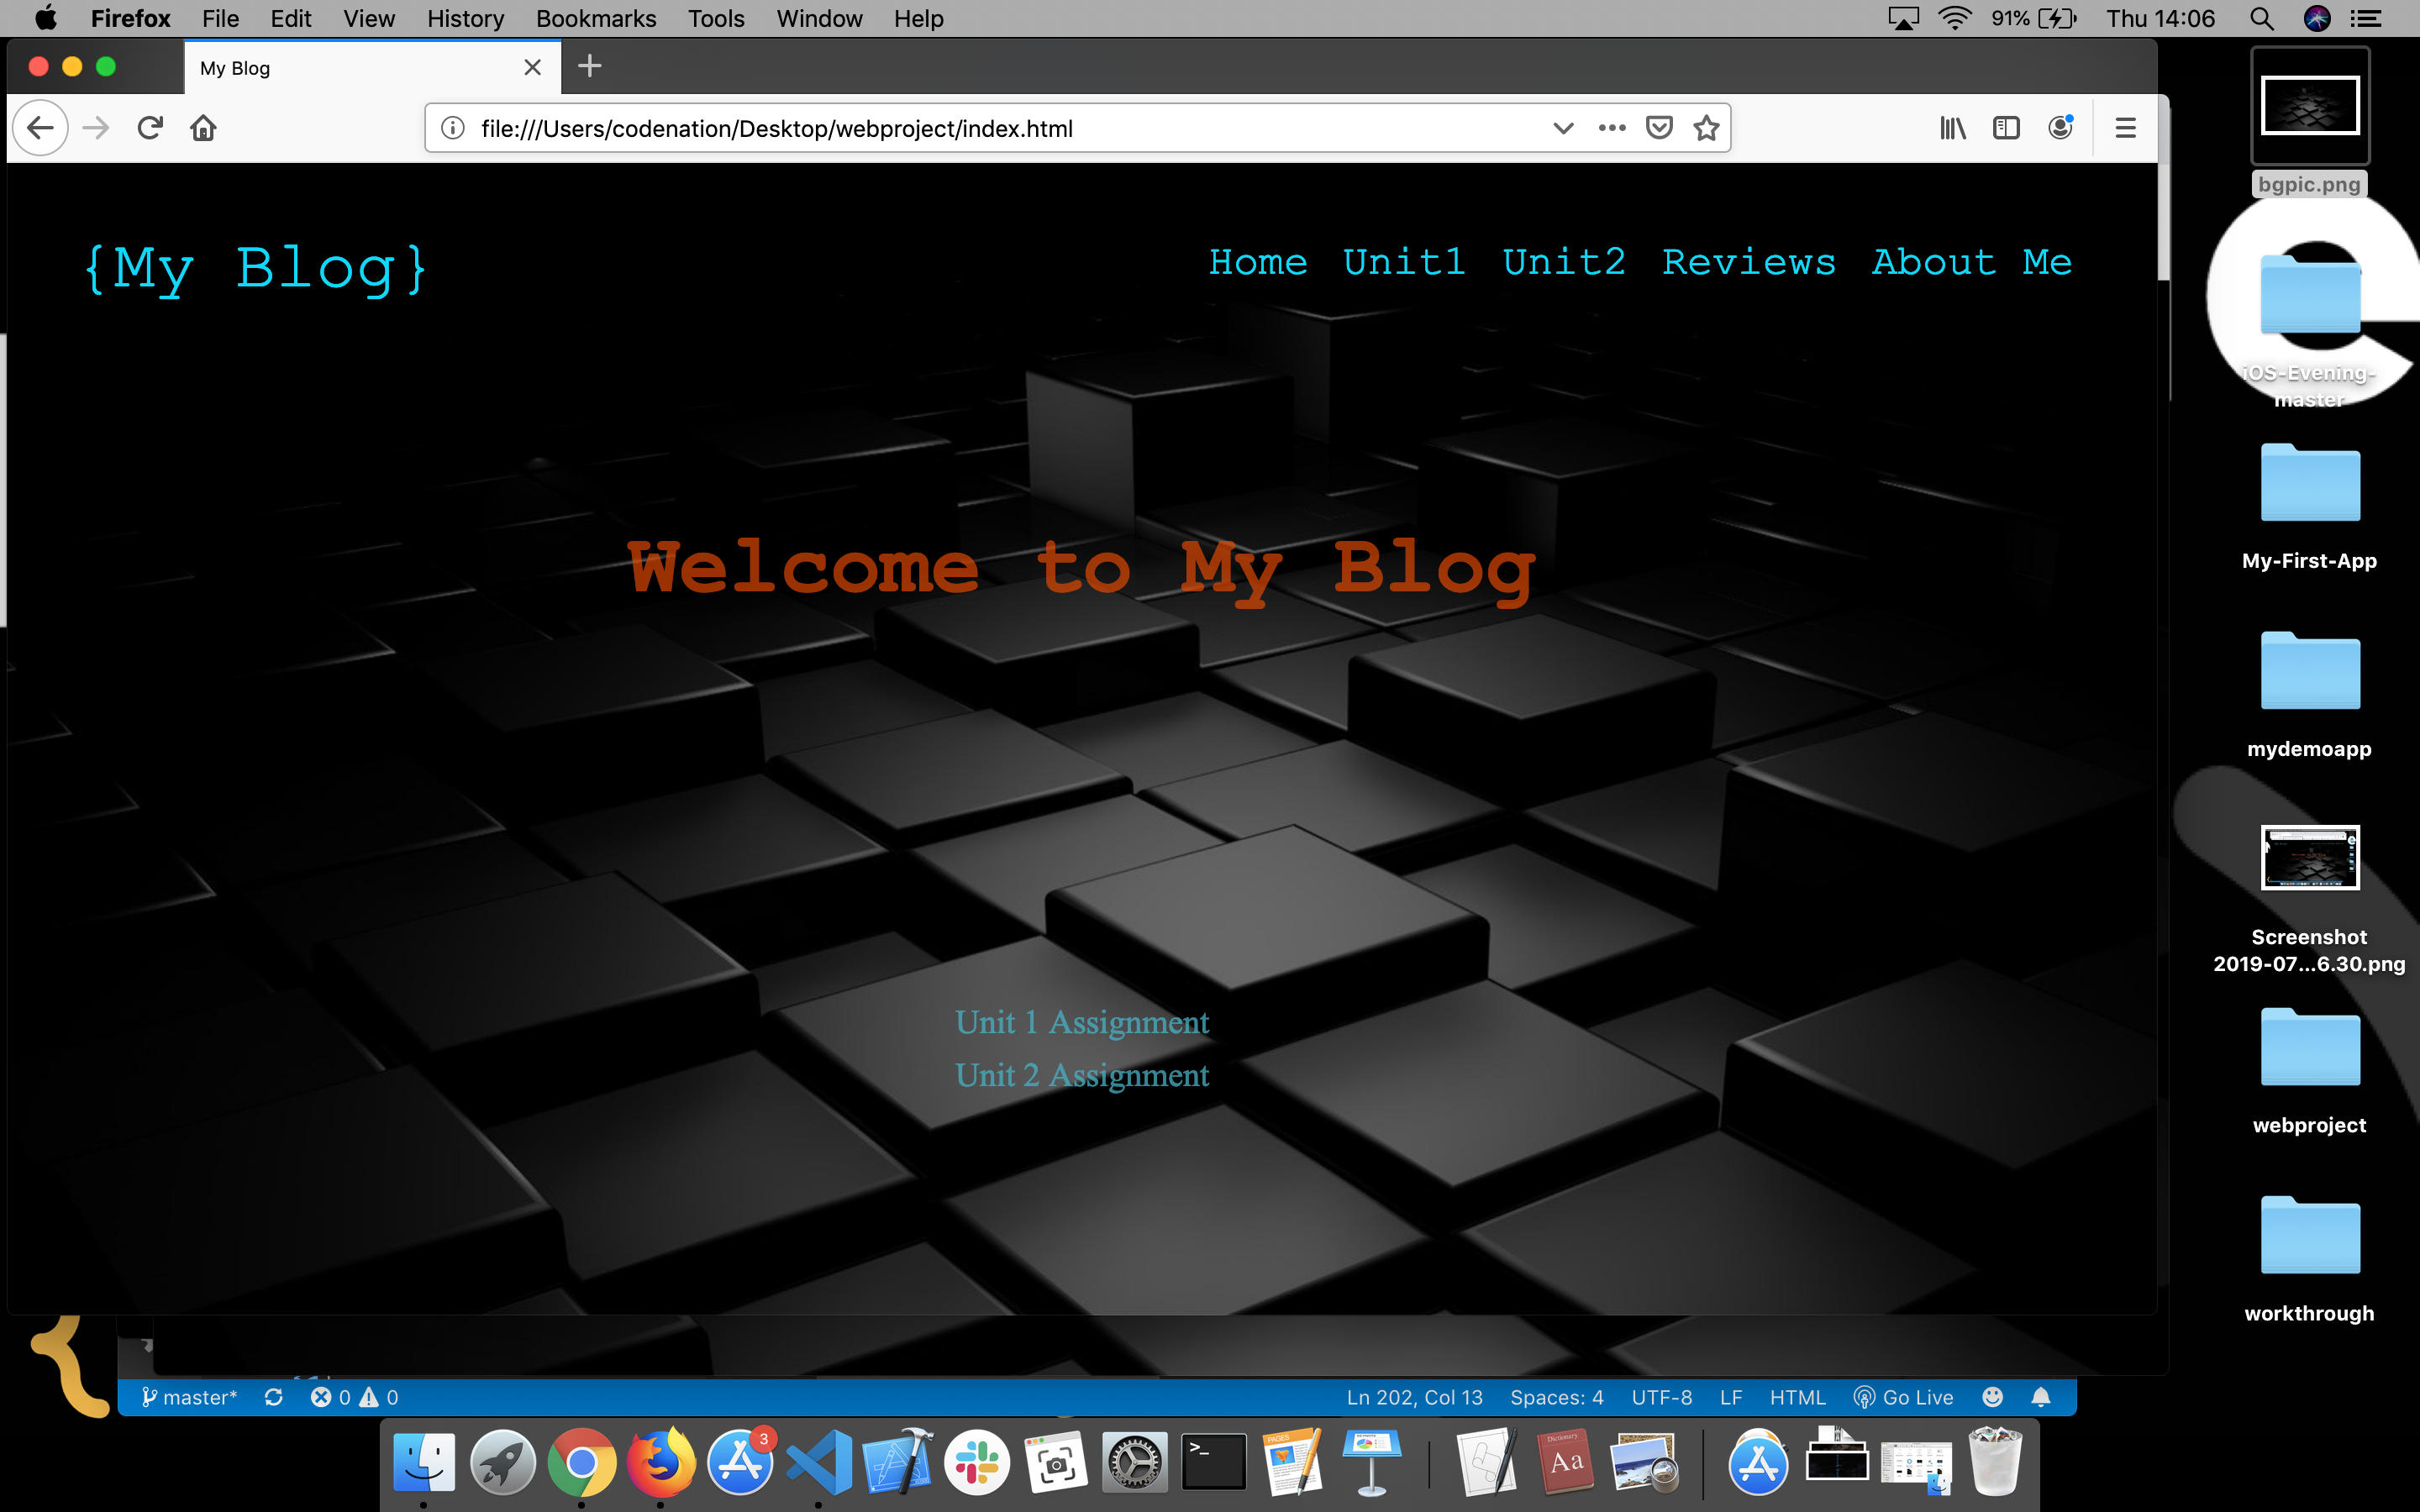 Firefox File Edit View History Bookmarks Tools Window Help 91% Thu 14:06
My Blog
file:///Users/codenation/Desktop/webproject/index.html
{My Blog}
Home Unit1 Unit2 Reviews About Me
Welcome to My Blog
Unit 1 Assignment
Unit 2 Assignment
bgpic.png
iOS-Evening-
master
My-First-App
mydemoapp
Screenshot
2019-07...6.30.png
webproject
workthrough
master* 0 0 Ln 202, Col 13 Spaces: 4 UTF-8 LF HTML Go Live
3
>_
PAGES
Dictionary
Aa